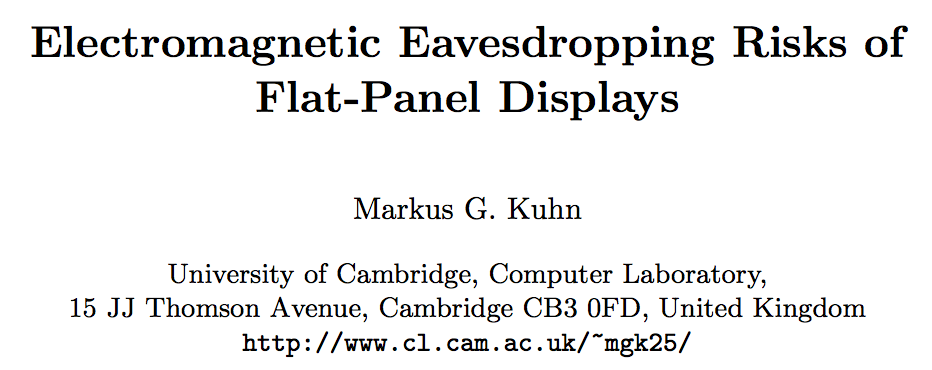 Electromagnetic Eavesdropping Risks of
Flat-Panel Displays
Markus G. Kuhn
University of Cambridge, Computer Laboratory,
15 JJ Thomson Avenue, Cambridge CB3 0FD, United Kingdom
http://www.cl.cam.ac.uk/~mgk25/